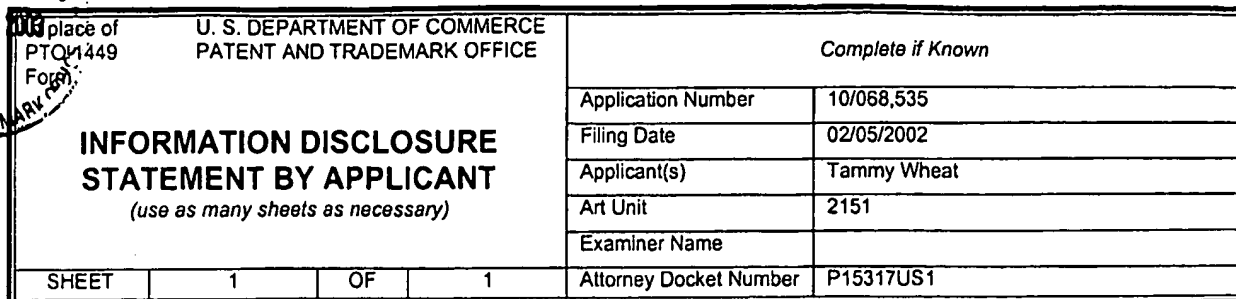 place of
PTO/1449
Form)
U. S. DEPARTMENT OF COMMERCE
PATENT AND TRADEMARK OFFICE
INFORMATION DISCLOSURE
STATEMENT BY APPLICANT
(use as many sheets as necessary)
SHEET 1 OF 1
Complete if Known
Application Number 10/068,535
Filing Date 02/05/2002
Applicant(s) Tammy Wheat
Art Unit 2151
Examiner Name
Attorney Docket Number P15317US1